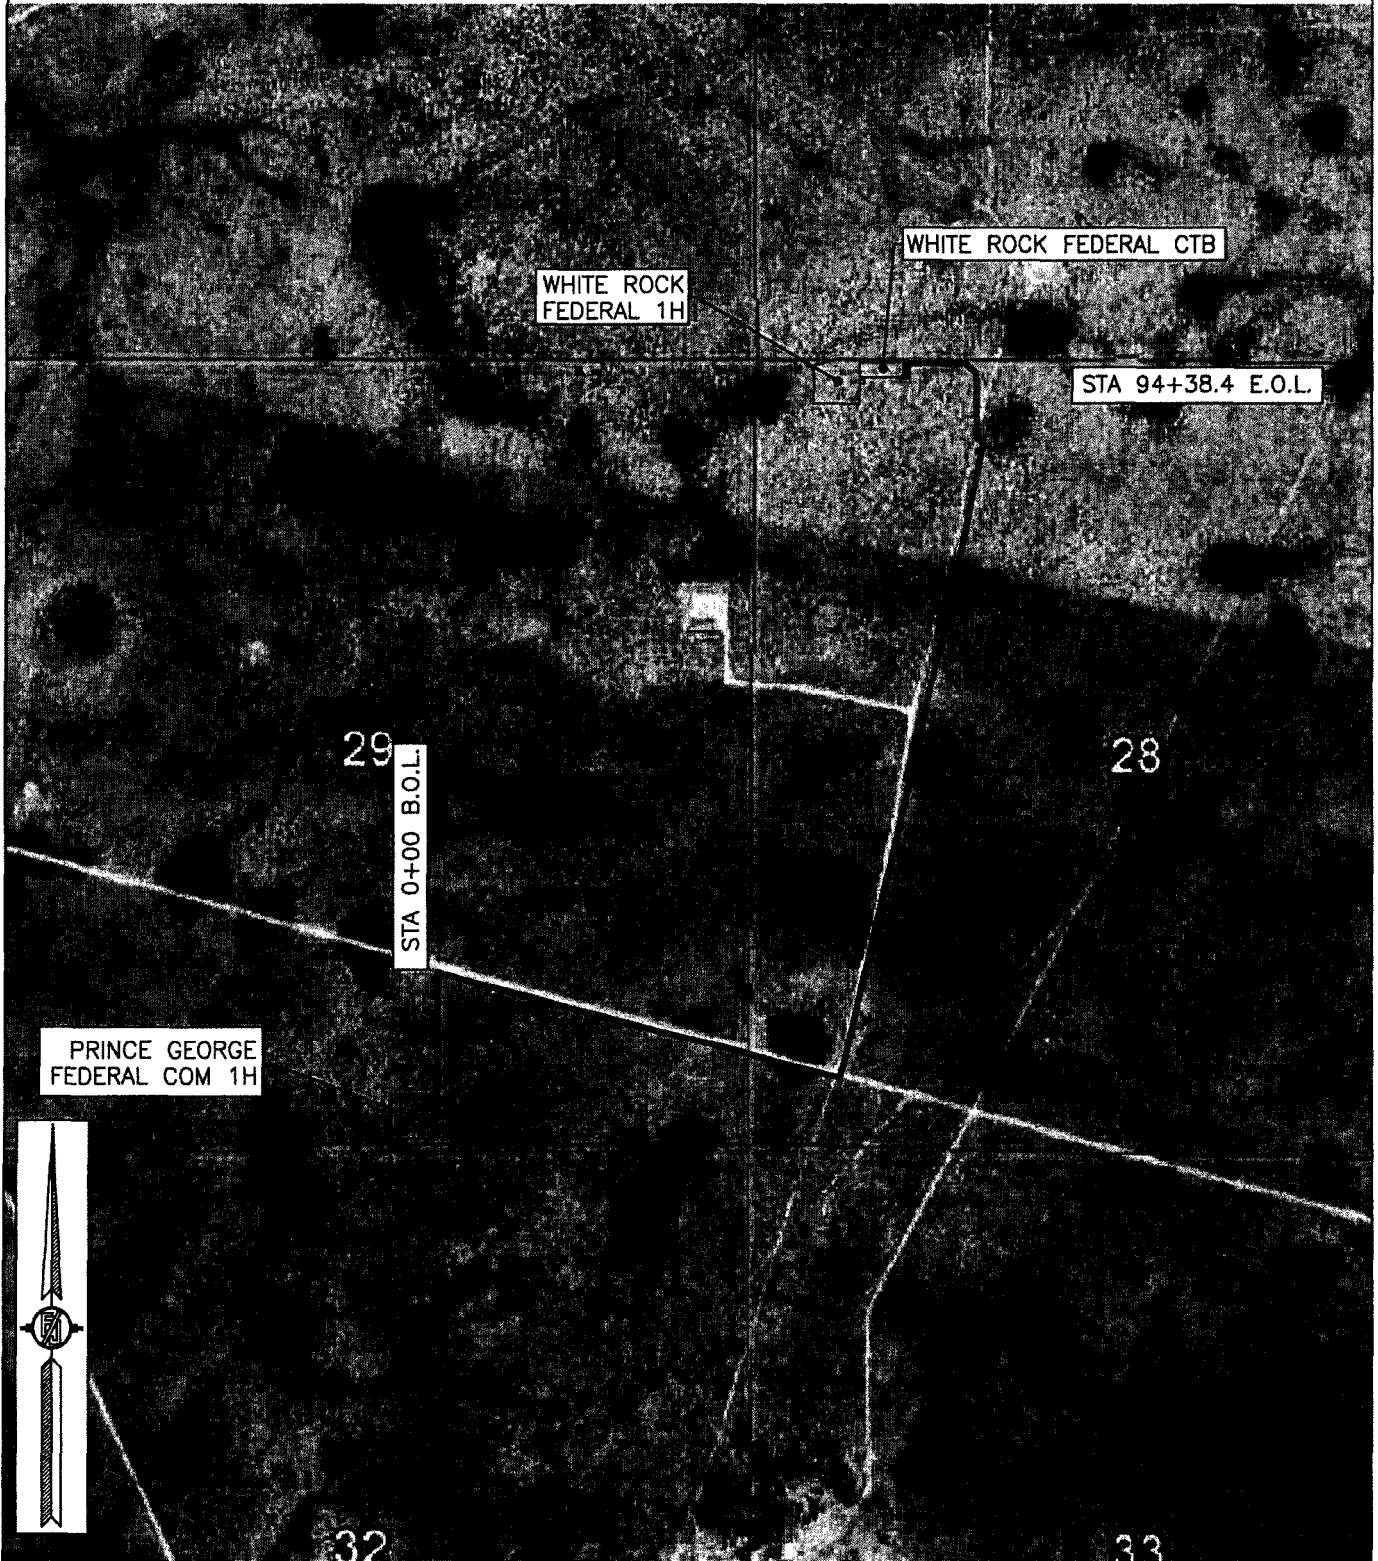 WHITE ROCK FEDERAL CTB
WHITE ROCK
FEDERAL 1H
STA 94+38.4 E.O.L.
29
28
STA 0+00 B.O.L.
PRINCE GEORGE
FEDERAL COM 1H
32
33